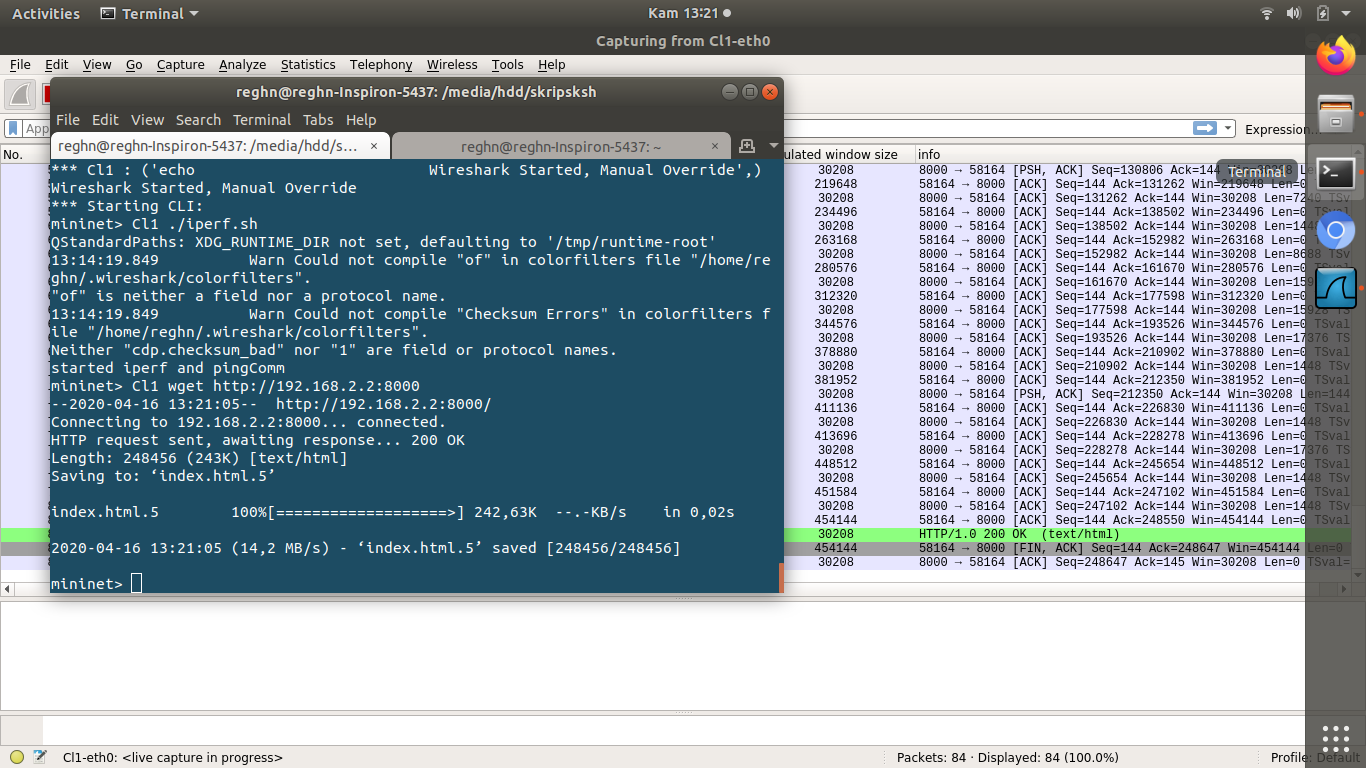 Activities Terminal Kam 13:21
Capturing from Cl1-eth0
File Edit View Go Capture Analyze Statistics Telephony Wireless Tools Help
reghn@reghn-Inspiron-5437: /media/hdd/skripsksh
File Edit View Search Terminal Tabs Help
App
Expression...
reghn@reghn-Inspiron-5437: /media/hdd/s... × reghn@reghn-Inspiron-5437: ~ ×
No.
ulated window size info
*** Cl1 : ('echo Wireshark Started, Manual Override',)
Wireshark Started, Manual Override
*** Starting CLI:
mininet> Cl1 ./iperf.sh
QStandardPaths: XDG_RUNTIME_DIR not set, defaulting to '/tmp/runtime-root'
13:14:19.849 Warn Could not compile "of" in colorfilters file "/home/re
ghn/.wireshark/colorfilters".
"of" is neither a field nor a protocol name.
13:14:19.849 Warn Could not compile "Checksum Errors" in colorfilters f
ile "/home/reghn/.wireshark/colorfilters".
Neither "cdp.checksum_bad" nor "1" are field or protocol names.
started iperf and pingComm
mininet> Cl1 wget http://192.168.2.2:8000
--2020-04-16 13:21:05-- http://192.168.2.2:8000/
Connecting to 192.168.2.2:8000... connected.
HTTP request sent, awaiting response... 200 OK
Length: 248456 (243K) [text/html]
Saving to: ‘index.html.5’
index.html.5 100%[===================>] 242,63K --.-KB/s in 0,02s
2020-04-16 13:21:05 (14,2 MB/s) - ‘index.html.5’ saved [248456/248456]
mininet>
30208 8000 → 58164 [PSH, ACK] Seq=130806 Ack=144 Win=30208
219648 58164 → 8000 [ACK] Seq=144 Ack=131262 Win=219648 Len=0
30208 8000 → 58164 [ACK] Seq=131262 Ack=144 Win=30208 Len=7240 TSv
234496 58164 → 8000 [ACK] Seq=144 Ack=138502 Win=234496 Len=0
30208 8000 → 58164 [ACK] Seq=138502 Ack=144 Win=30208
263168 58164 → 8000 [ACK] Seq=144 Ack=152982 Win=263168 Len=0
30208 8000 → 58164 [ACK] Seq=152982 Ack=144 Win=30208 Len=8688 TSv
280576 58164 → 8000 [ACK] Seq=144 Ack=161670 Win=280576 Len=0
30208 8000 → 58164 [ACK] Seq=161670 Ack=144 Win=30208
312320 58164 → 8000 [ACK] Seq=144 Ack=177598 Win=312320 Len=0
30208 8000 → 58164 [ACK] Seq=177598 Ack=144 Win=30208 Len=15928 TS
344576 58164 → 8000 [ACK] Seq=144 Ack=193526 Win=344576 Len=0 TSval
30208 8000 → 58164 [ACK] Seq=193526 Ack=144 Win=30208 Len=17376 TS
378880 58164 → 8000 [ACK] Seq=144 Ack=210902 Win=378880 Len=0 TSval
30208 8000 → 58164 [ACK] Seq=210902 Ack=144 Win=30208 Len=1448 TSv
381952 58164 → 8000 [ACK] Seq=144 Ack=212350 Win=381952 Len=0 TSval
30208 8000 → 58164 [PSH, ACK] Seq=212350 Ack=144 Win=30208 Len=144
411136 58164 → 8000 [ACK] Seq=144 Ack=226830 Win=411136 Len=0 TSval
30208 8000 → 58164 [ACK] Seq=226830 Ack=144 Win=30208 Len=1448 TSv
413696 58164 → 8000 [ACK] Seq=144 Ack=228278 Win=413696 Len=0 TSval
30208 8000 → 58164 [ACK] Seq=228278 Ack=144 Win=30208 Len=17376 TS
448512 58164 → 8000 [ACK] Seq=144 Ack=245654 Win=448512 Len=0 TSval
30208 8000 → 58164 [ACK] Seq=245654 Ack=144 Win=30208 Len=1448 TSv
451584 58164 → 8000 [ACK] Seq=144 Ack=247102 Win=451584 Len=0 TSval
30208 8000 → 58164 [ACK] Seq=247102 Ack=144 Win=30208 Len=1448 TSv
454144 58164 → 8000 [ACK] Seq=144 Ack=248550 Win=454144 Len=0 TSval
30208 HTTP/1.0 200 OK (text/html)
454144 58164 → 8000 [FIN, ACK] Seq=144 Ack=248647 Win=454144 Len=0
30208 8000 → 58164 [ACK] Seq=248647 Ack=145 Win=30208 Len=0 TSval=
Terminal
Cl1-eth0: <live capture in progress> Packets: 84 · Displayed: 84 (100.0%) Profile: Default